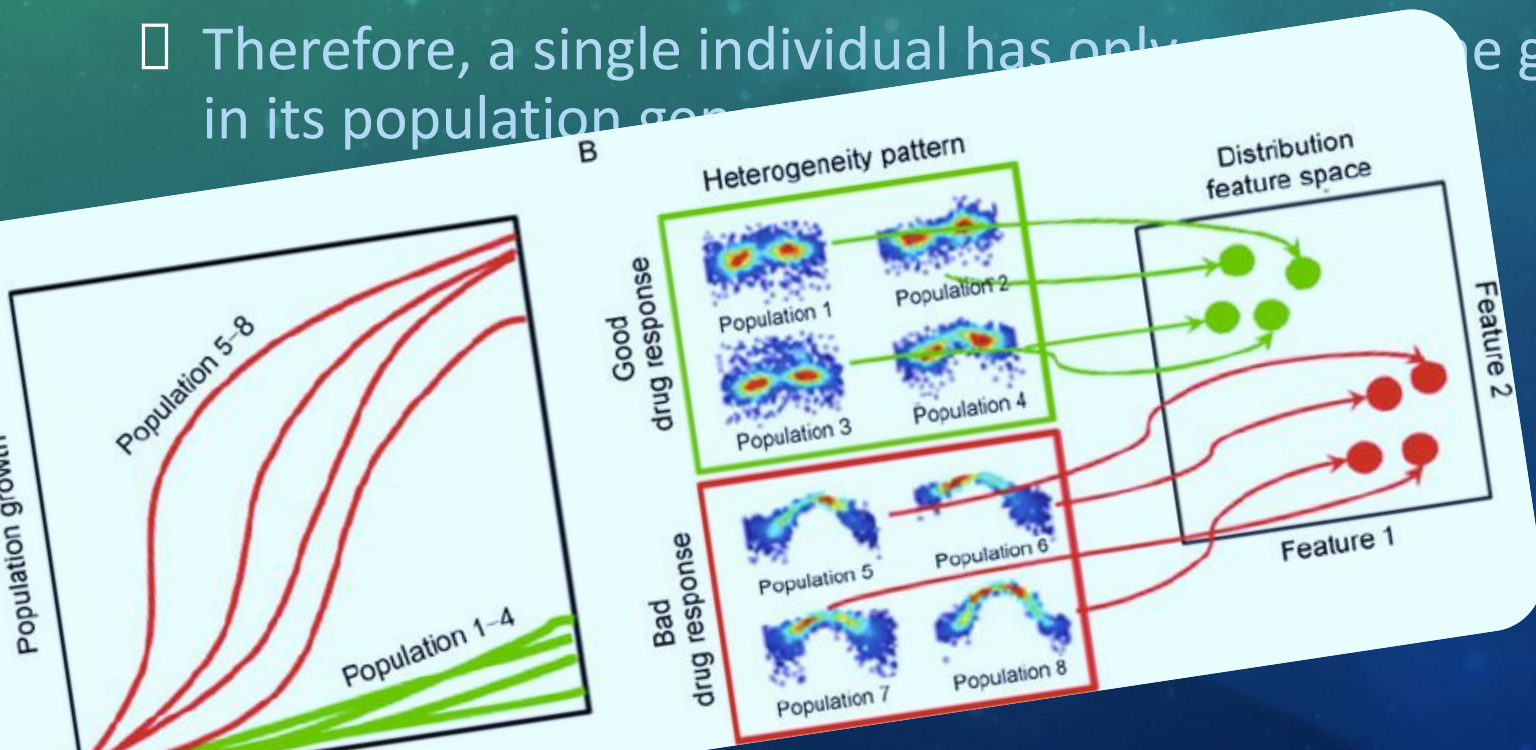 Therefore, a single individual has only
in its population
B
Heterogeneity pattern
Distribution
feature space
Population growth
Population 5-8
Population 1-4
Good
drug response
Population 1
Population 2
Population 3
Population 4
Bad
drug response
Population 5
Population 6
Population 7
Population 8
Feature 2
Feature 1